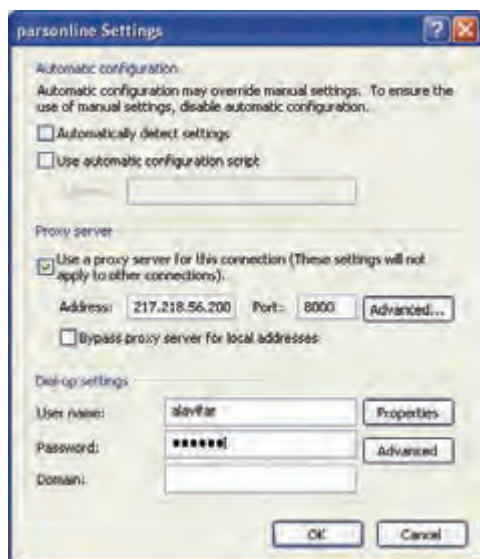 parsonline Settings
Automatic configuration
Automatic configuration may override manual settings. To ensure the
use of manual settings, disable automatic configuration.
Automatically detect settings
Use automatic configuration script
Proxy server
Use a proxy server for this connection (These settings will not
apply to other connections).
Address: 217.218.56.200 Port: 8000 Advanced...
Bypass proxy server for local addresses
Dial-up settings
User name: alavifar Properties
Password: ●●●●●● Advanced
Domain:
OK Cancel